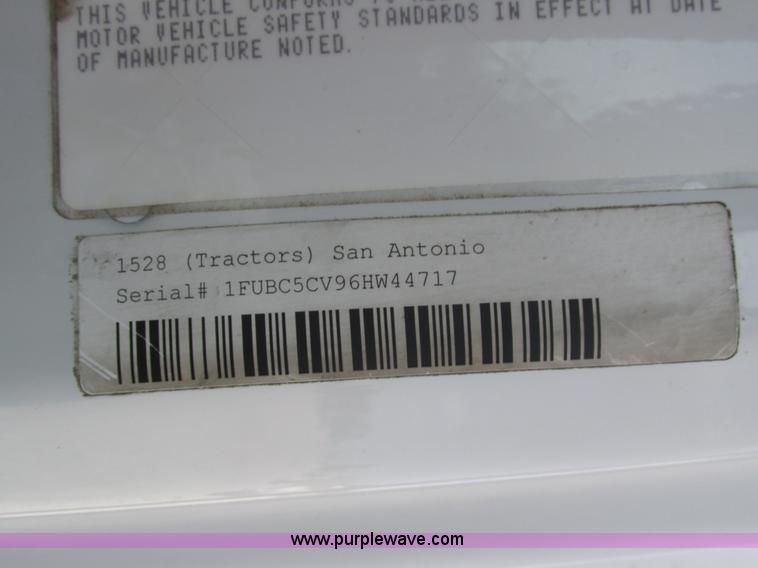 THIS VEHICLE CONFORMS TO
MOTOR VEHICLE SAFETY STANDARDS IN EFFECT AT DATE
OF MANUFACTURE NOTED.
1528 (Tractors) San Antonio
Serial# 1FUBC5CV96HW44717
www.purplewave.com